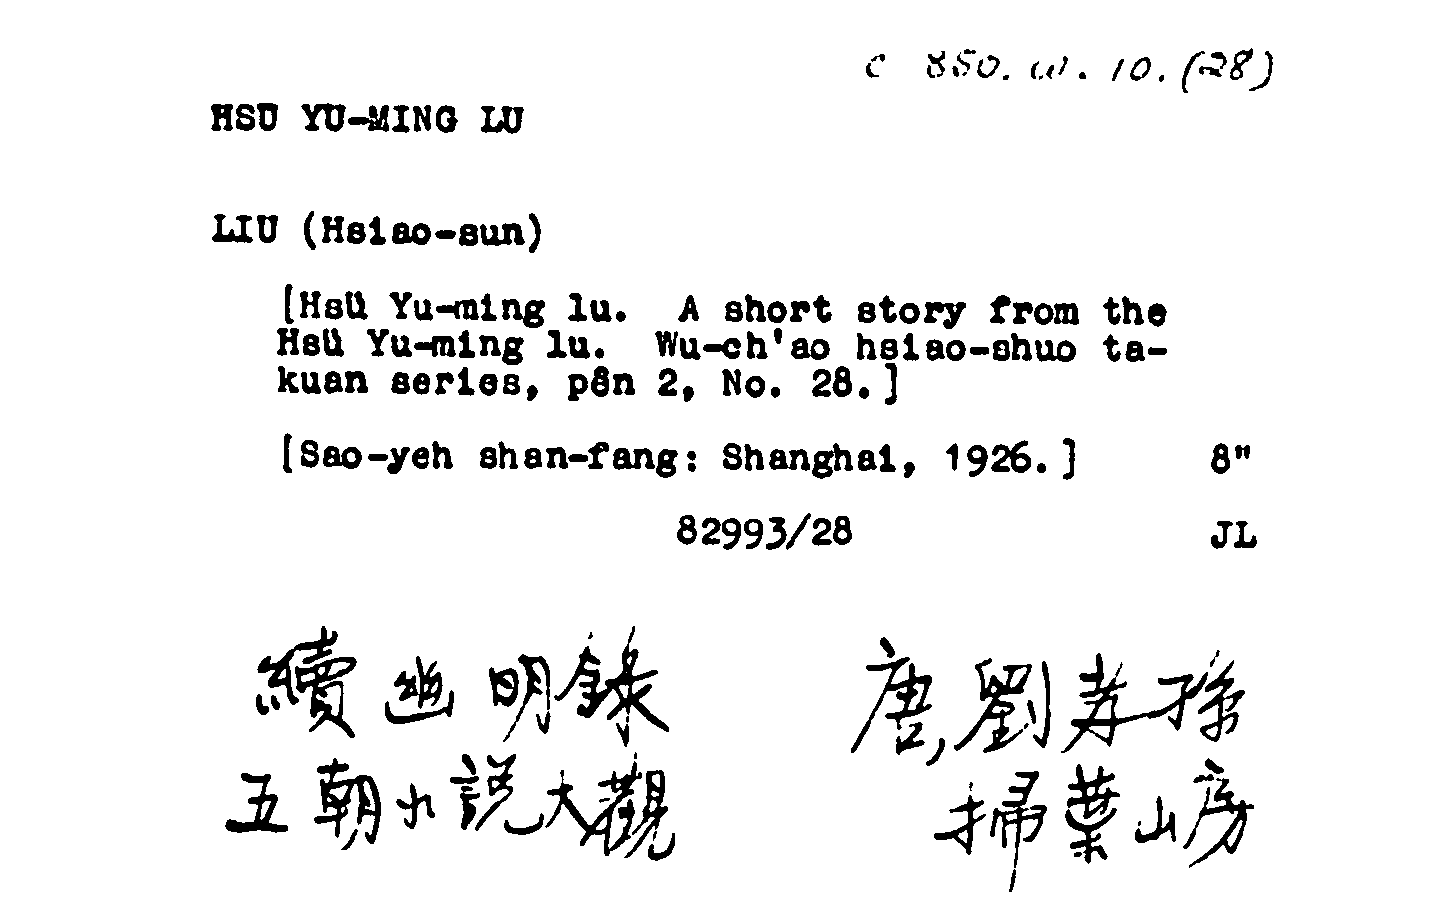 c 850. w. 10. (28)
HSÜ YU-MING LU
LIU (Hsiao-sun)
[Hsü Yu-ming lu. A short story from the
Hsü Yu-ming lu. Wu-ch'ao hsiao-shuo ta-
kuan series, pên 2, No. 28.]
[Sao-yeh shan-fang: Shanghai, 1926.] 8"
82993/28 JL
續幽明錄 唐,劉孝孫
五朝小説大觀 掃葉山房